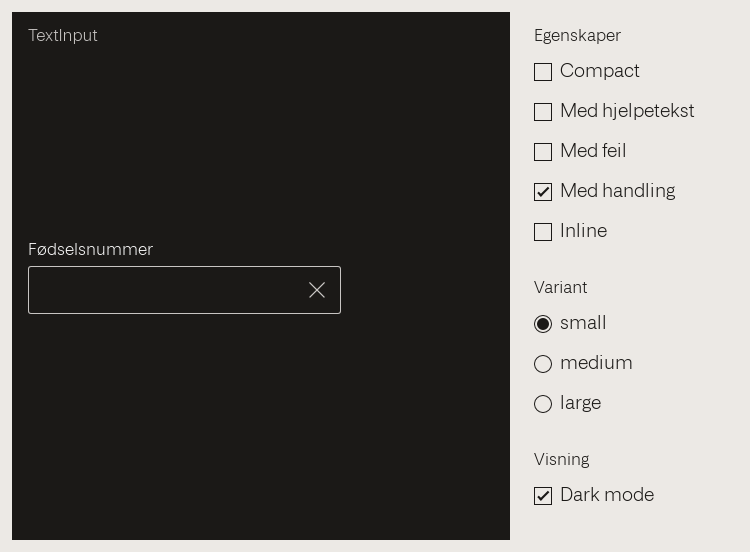 TextInput
Fødselsnummer
Egenskaper
Compact
Med hjelpetekst
Med feil
Med handling
Inline
Variant
small
medium
large
Visning
Dark mode